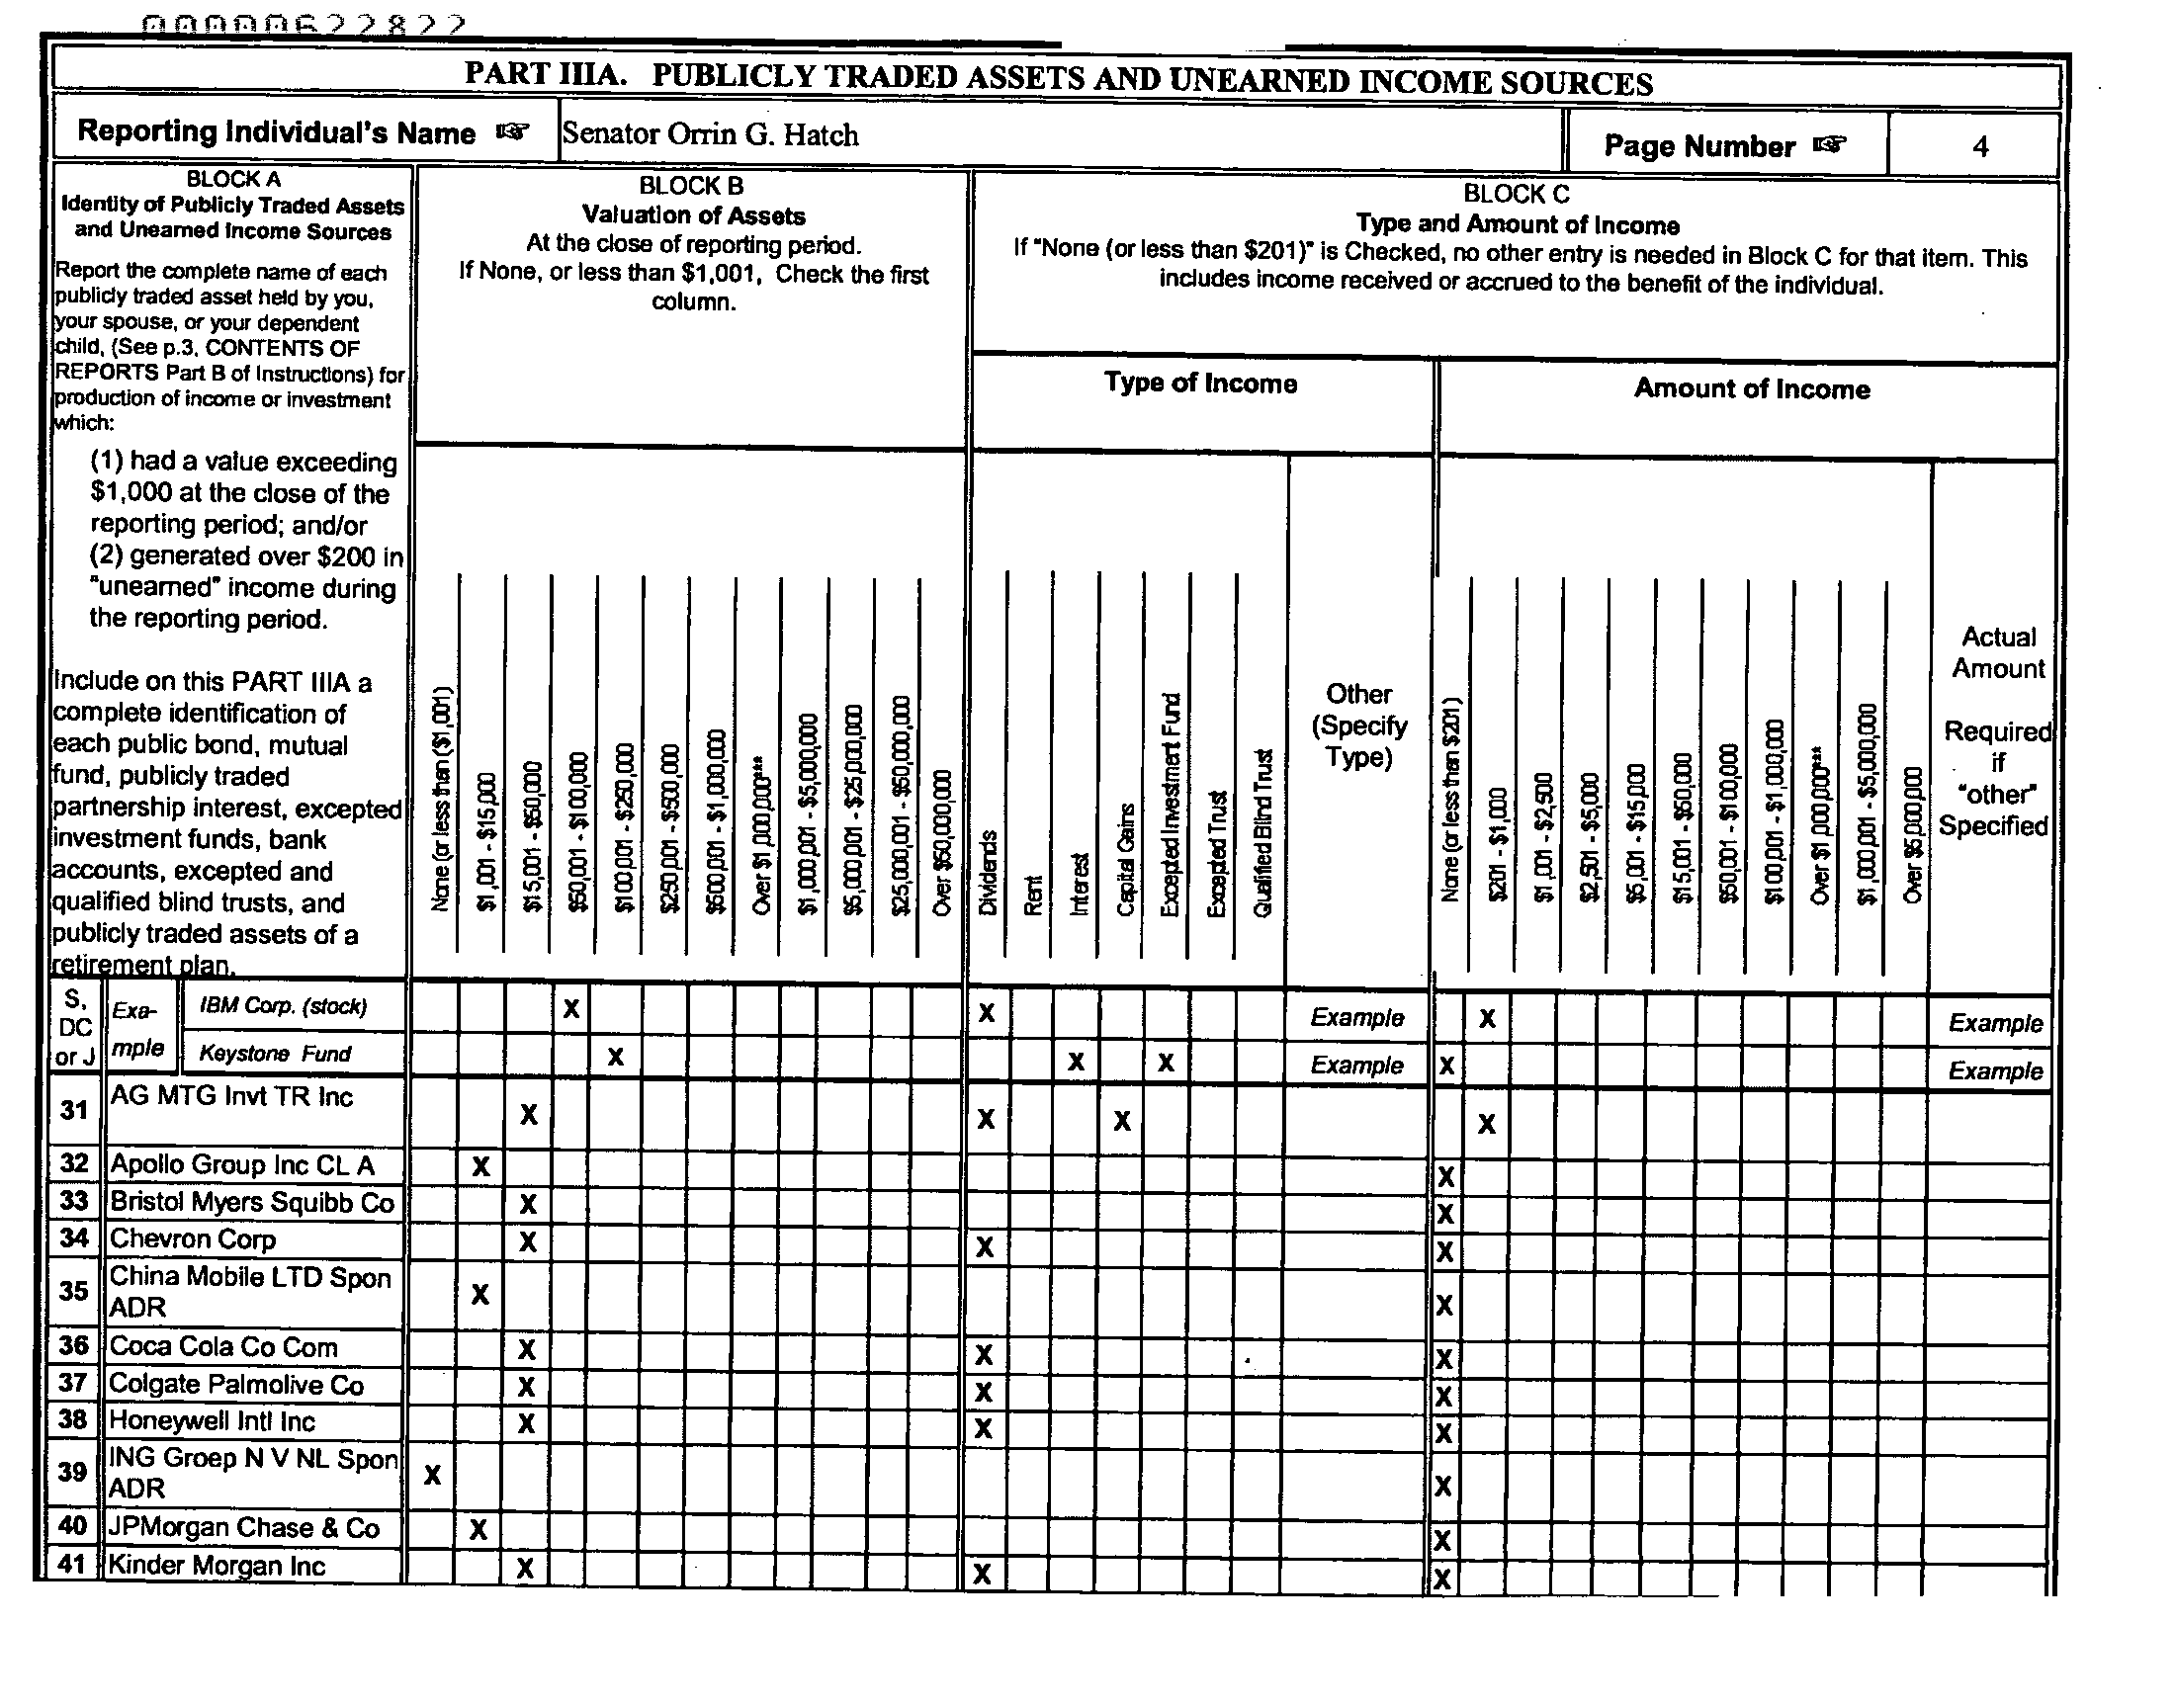 00000622822
PART IIIA. PUBLICLY TRADED ASSETS AND UNEARNED INCOME SOURCES
Reporting Individual's Name ☞ Senator Orrin G. Hatch Page Number ☞ 4
BLOCK A
Identity of Publicly Traded Assets
and Unearned Income Sources
Report the complete name of each
publicly traded asset held by you,
your spouse, or your dependent
child, (See p.3, CONTENTS OF
REPORTS Part B of Instructions) for
production of income or investment
which:
(1) had a value exceeding
$1,000 at the close of the
reporting period; and/or
(2) generated over $200 in
"unearned" income during
the reporting period.
Include on this PART IIIA a
complete identification of
each public bond, mutual
fund, publicly traded
partnership interest, excepted
investment funds, bank
accounts, excepted and
qualified blind trusts, and
publicly traded assets of a
retirement plan.
BLOCK B
Valuation of Assets
At the close of reporting period.
If None, or less than $1,001, Check the first
column.
None (or less than ($1,001)
$1,001 - $15,000
$15,001 - $50,000
$50,001 - $100,000
$100,001 - $250,000
$250,001 - $500,000
$500,001 - $1,000,000
Over $1,000,000***
$1,000,001 - $5,000,000
$5,000,001 - $25,000,000
$25,000,001 - $50,000,000
Over $50,000,000
BLOCK C
Type and Amount of Income
If "None (or less than $201)" is Checked, no other entry is needed in Block C for that item. This
includes income received or accrued to the benefit of the individual.
Type of Income
Dividends
Rent
Interest
Capital Gains
Excepted Investment Fund
Excepted Trust
Qualified Blind Trust
Other
(Specify
Type)
Amount of Income
None (or less than $201)
$201 - $1,000
$1,001 - $2,500
$2,501 - $5,000
$5,001 - $15,000
$15,001 - $50,000
$50,001 - $100,000
$100,001 - $1,000,000
Over $1,000,000***
$1,000,001 - $5,000,000
Over $5,000,000
Actual
Amount
Required
if
"other"
Specified
S,
DC
or J
Exa-
mple
IBM Corp. (stock) X X Example X Example
Keystone Fund X X X Example X Example
31 AG MTG Invt TR Inc X X X X
32 Apollo Group Inc CL A X X
33 Bristol Myers Squibb Co X X
34 Chevron Corp X X X
35 China Mobile LTD Spon
ADR X X
36 Coca Cola Co Com X X X
37 Colgate Palmolive Co X X X
38 Honeywell Intl Inc X X X
39 ING Groep N V NL Spon
ADR X X
40 JPMorgan Chase & Co X X
41 Kinder Morgan Inc X X X